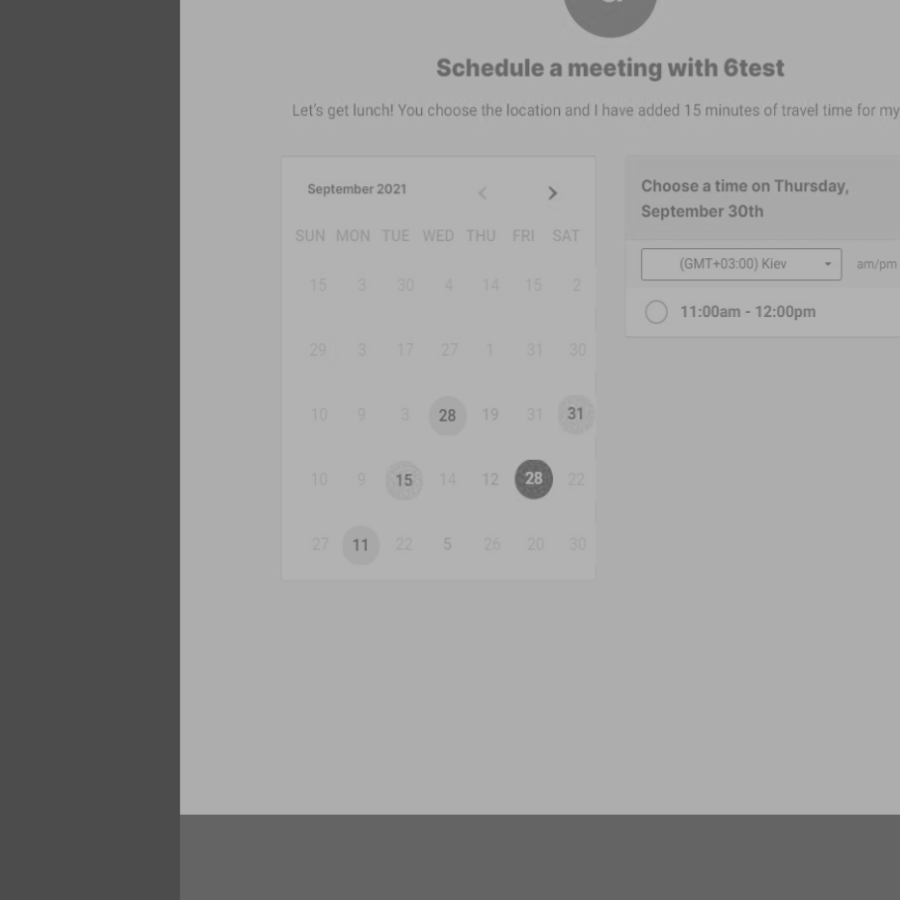 Schedule a meeting with 6test
Let's get lunch! You choose the location and I have added 15 minutes of travel time for my
September 2021
SUN MON TUE WED THU FRI SAT
15 3 30 4 14 15 2
29 3 17 27 1 31 30
10 9 3 28 19 31 31
10 9 15 14 12 28 22
27 11 22 5 26 20 30
Choose a time on Thursday,
September 30th
(GMT+03:00) Kiev
am/pm
11:00am - 12:00pm